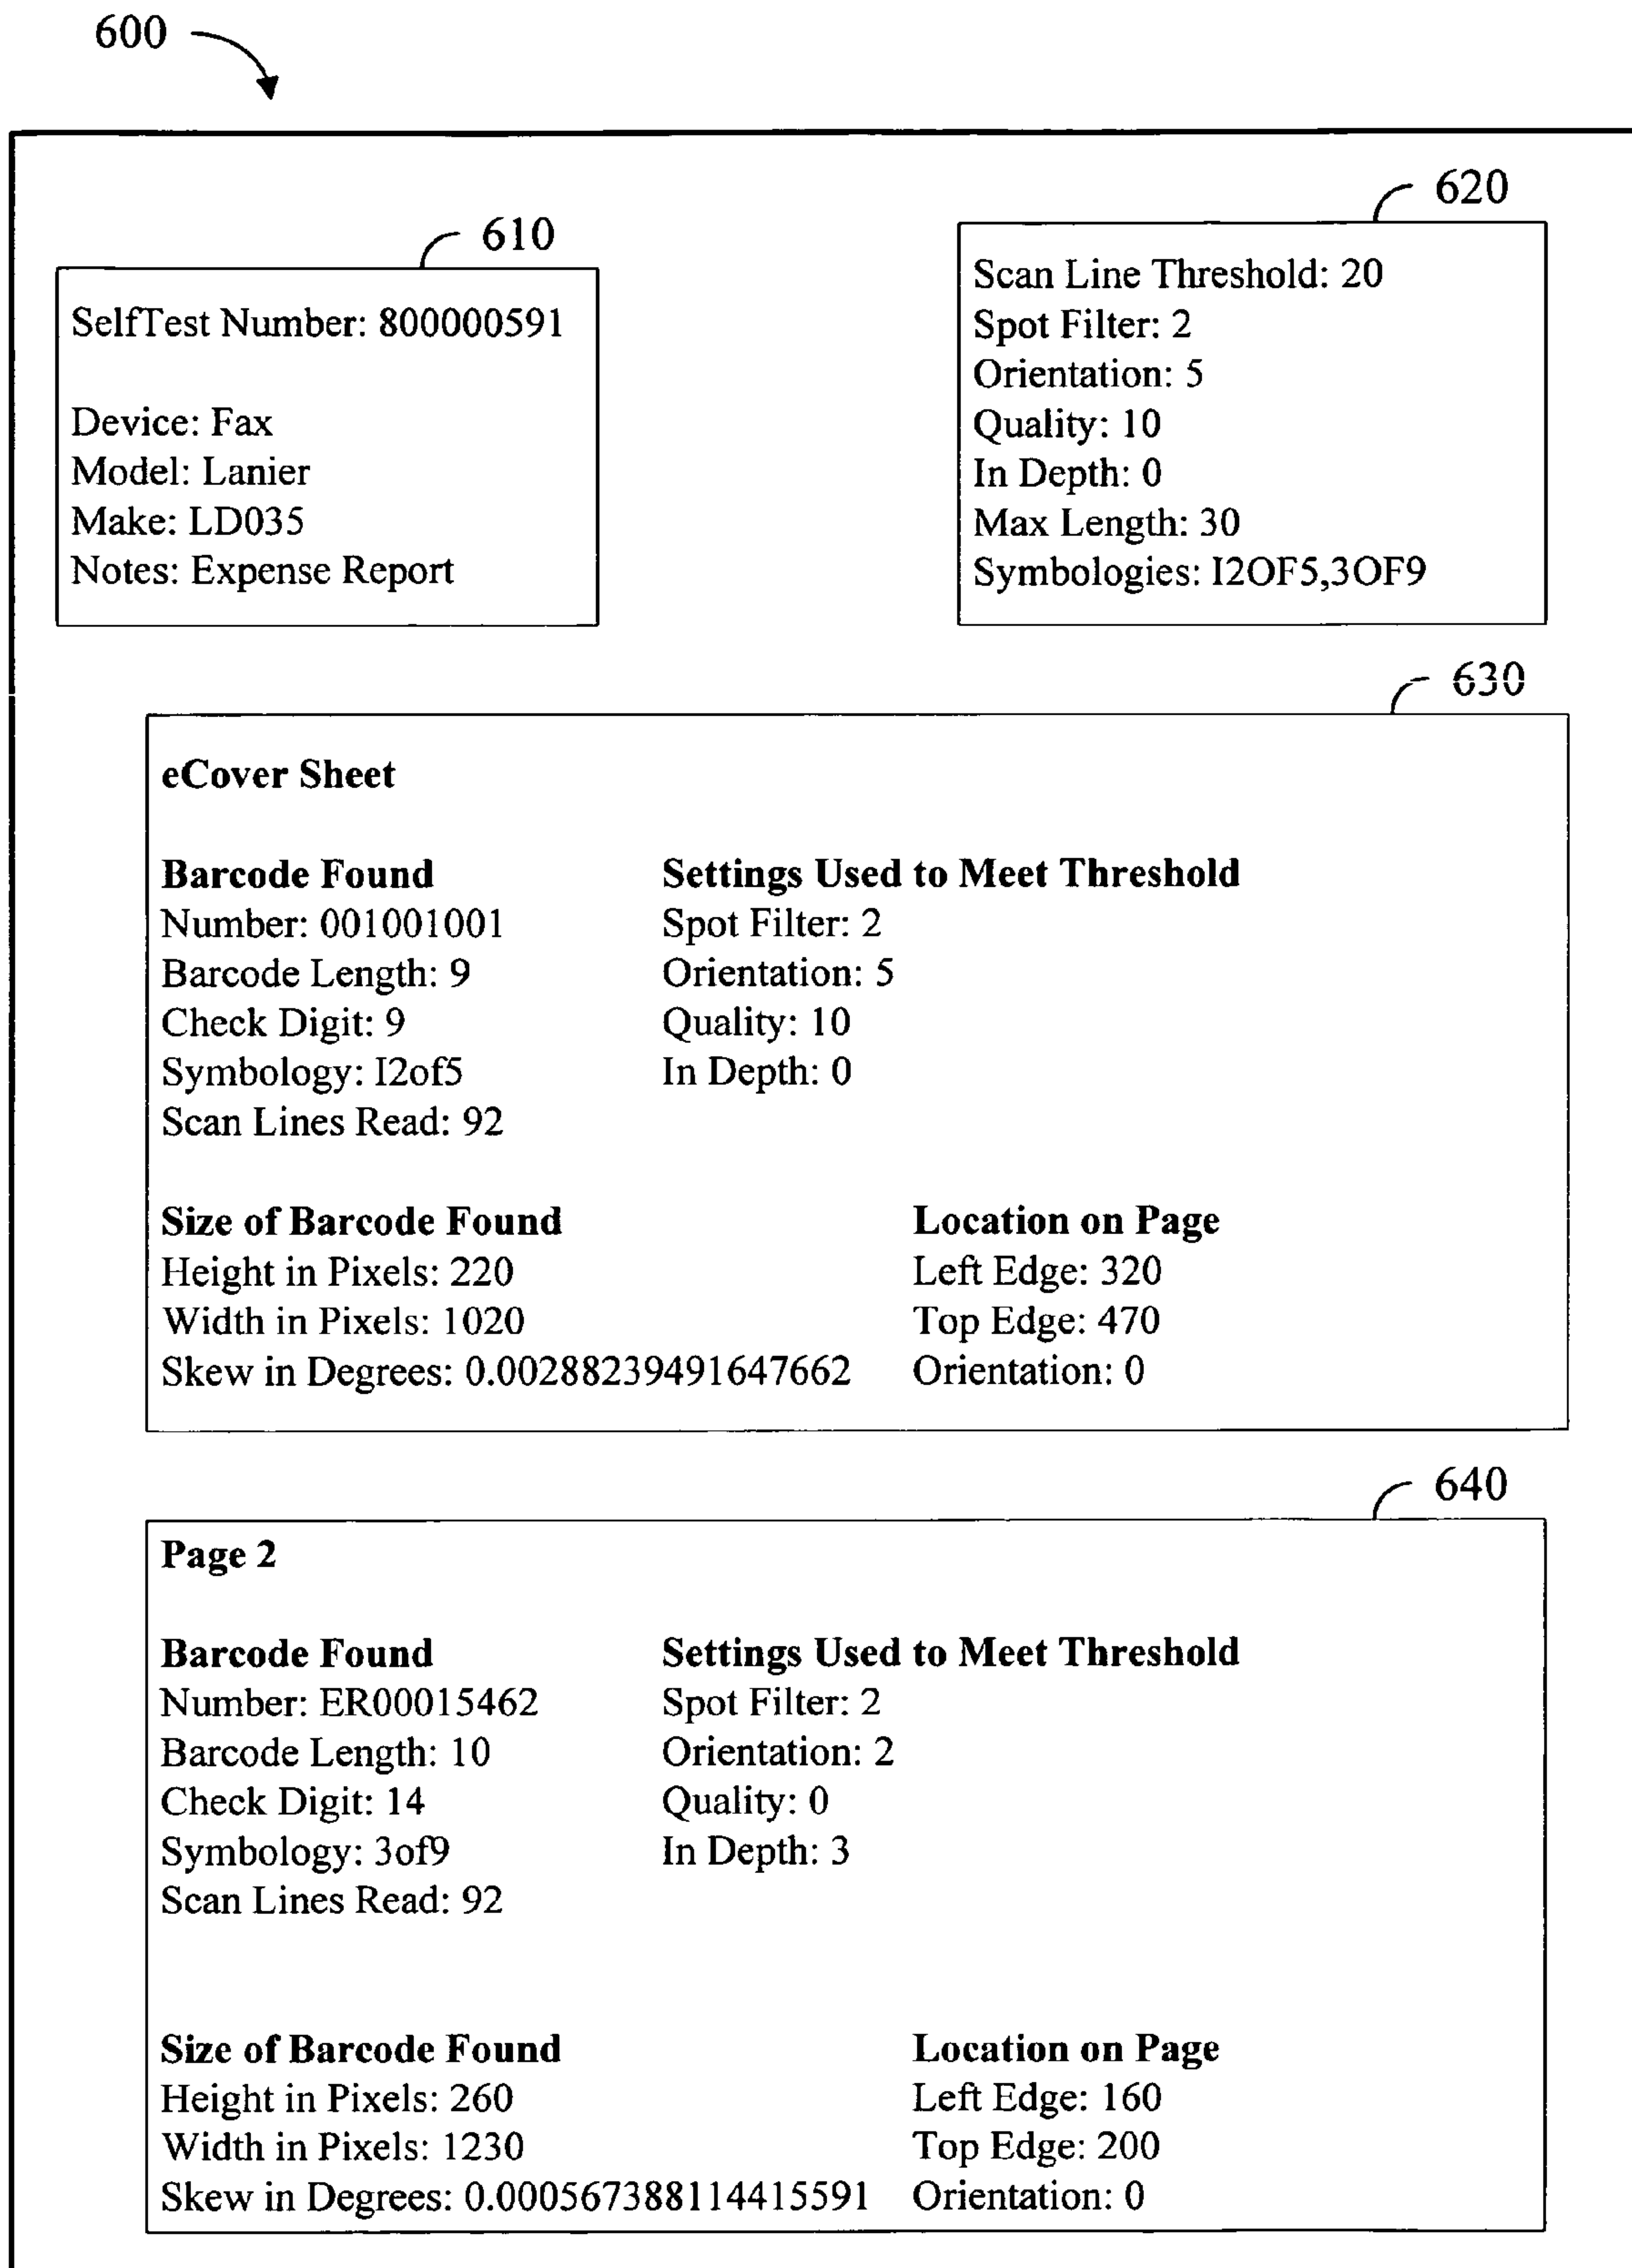 600
610
SelfTest Number: 800000591
Device: Fax
Model: Lanier
Make: LD035
Notes: Expense Report
620
Scan Line Threshold: 20
Spot Filter: 2
Orientation: 5
Quality: 10
In Depth: 0
Max Length: 30
Symbologies: I2OF5,3OF9
630
eCover Sheet
Barcode Found Settings Used to Meet Threshold
Number: 001001001 Spot Filter: 2
Barcode Length: 9 Orientation: 5
Check Digit: 9 Quality: 10
Symbology: I2of5 In Depth: 0
Scan Lines Read: 92
Size of Barcode Found Location on Page
Height in Pixels: 220 Left Edge: 320
Width in Pixels: 1020 Top Edge: 470
Skew in Degrees: 0.00288239491647662 Orientation: 0
640
Page 2
Barcode Found Settings Used to Meet Threshold
Number: ER00015462 Spot Filter: 2
Barcode Length: 10 Orientation: 2
Check Digit: 14 Quality: 0
Symbology: 3of9 In Depth: 3
Scan Lines Read: 92
Size of Barcode Found Location on Page
Height in Pixels: 260 Left Edge: 160
Width in Pixels: 1230 Top Edge: 200
Skew in Degrees: 0.000567388114415591 Orientation: 0